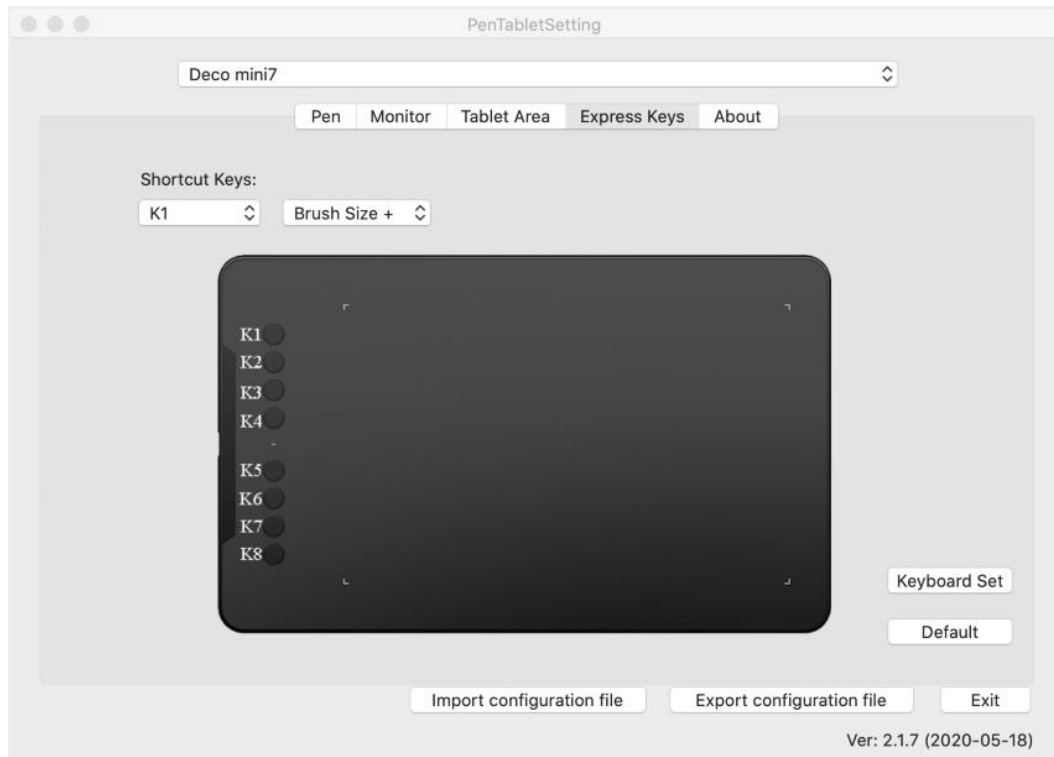 PenTabletSetting
Deco mini7
Pen Monitor Tablet Area Express Keys About
Shortcut Keys:
K1 Brush Size +
K1
K2
K3
K4
K5
K6
K7
K8
Keyboard Set
Default
Import configuration file Export configuration file Exit
Ver: 2.1.7 (2020-05-18)